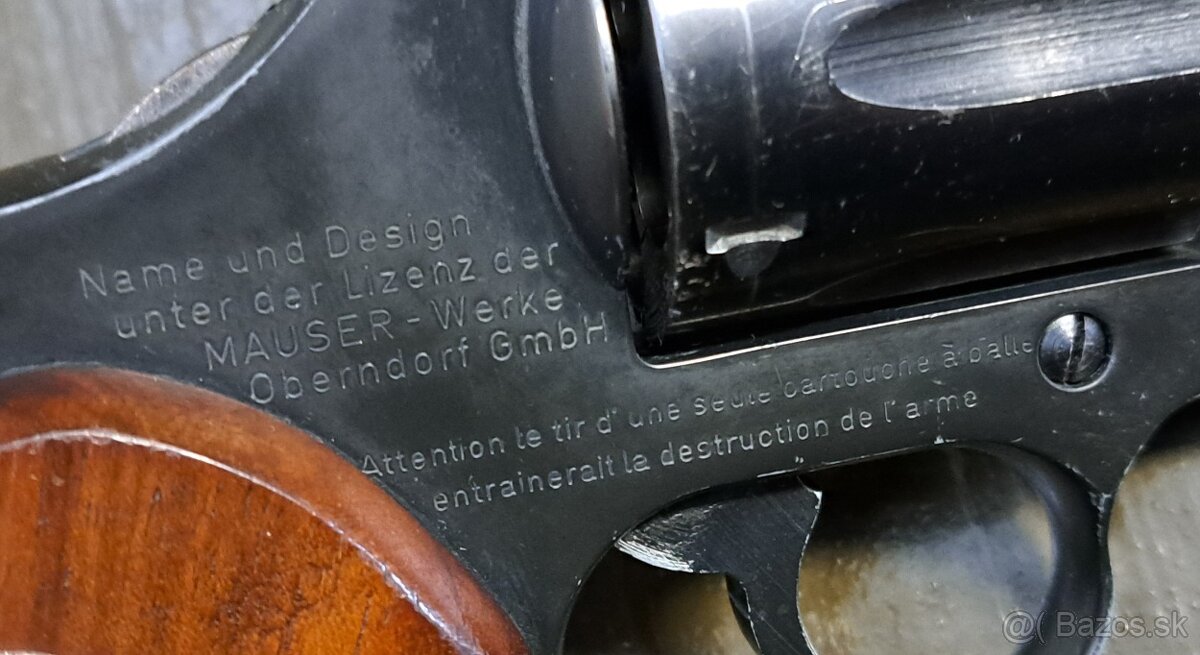 Name und Design
unter der Lizenz der
MAUSER-Werke
Oberndorf GmbH
Attention le tir d'une seule cartouche à balle
entrainerait la destruction de l'arme
@( Bazos.sk